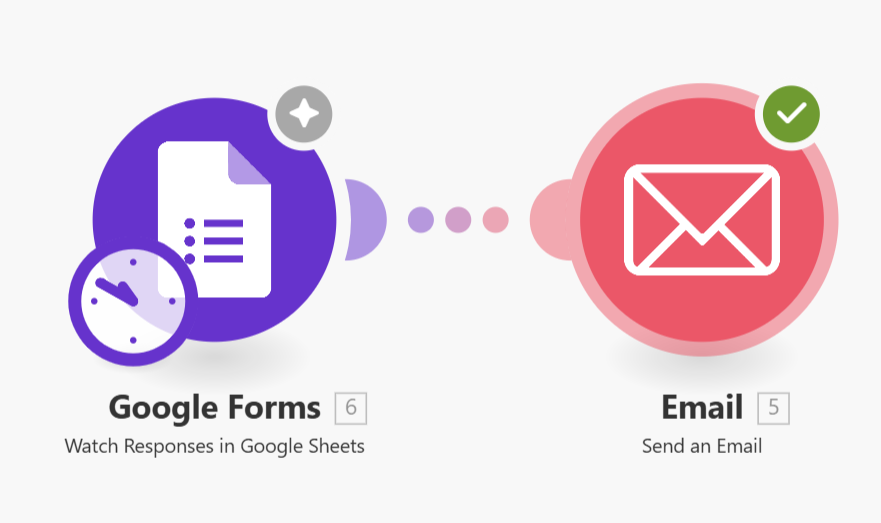 Google Forms 6
Watch Responses in Google Sheets
Email 5
Send an Email